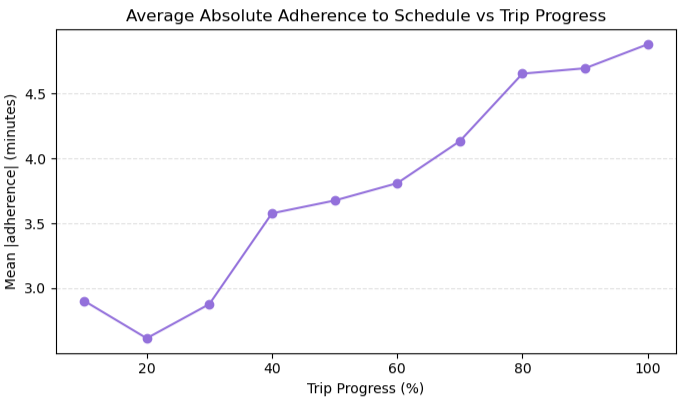 Average Absolute Adherence to Schedule vs Trip Progress
Mean |adherence| (minutes)
4.5
4.0
3.5
3.0
20 40 60 80 100
Trip Progress (%)